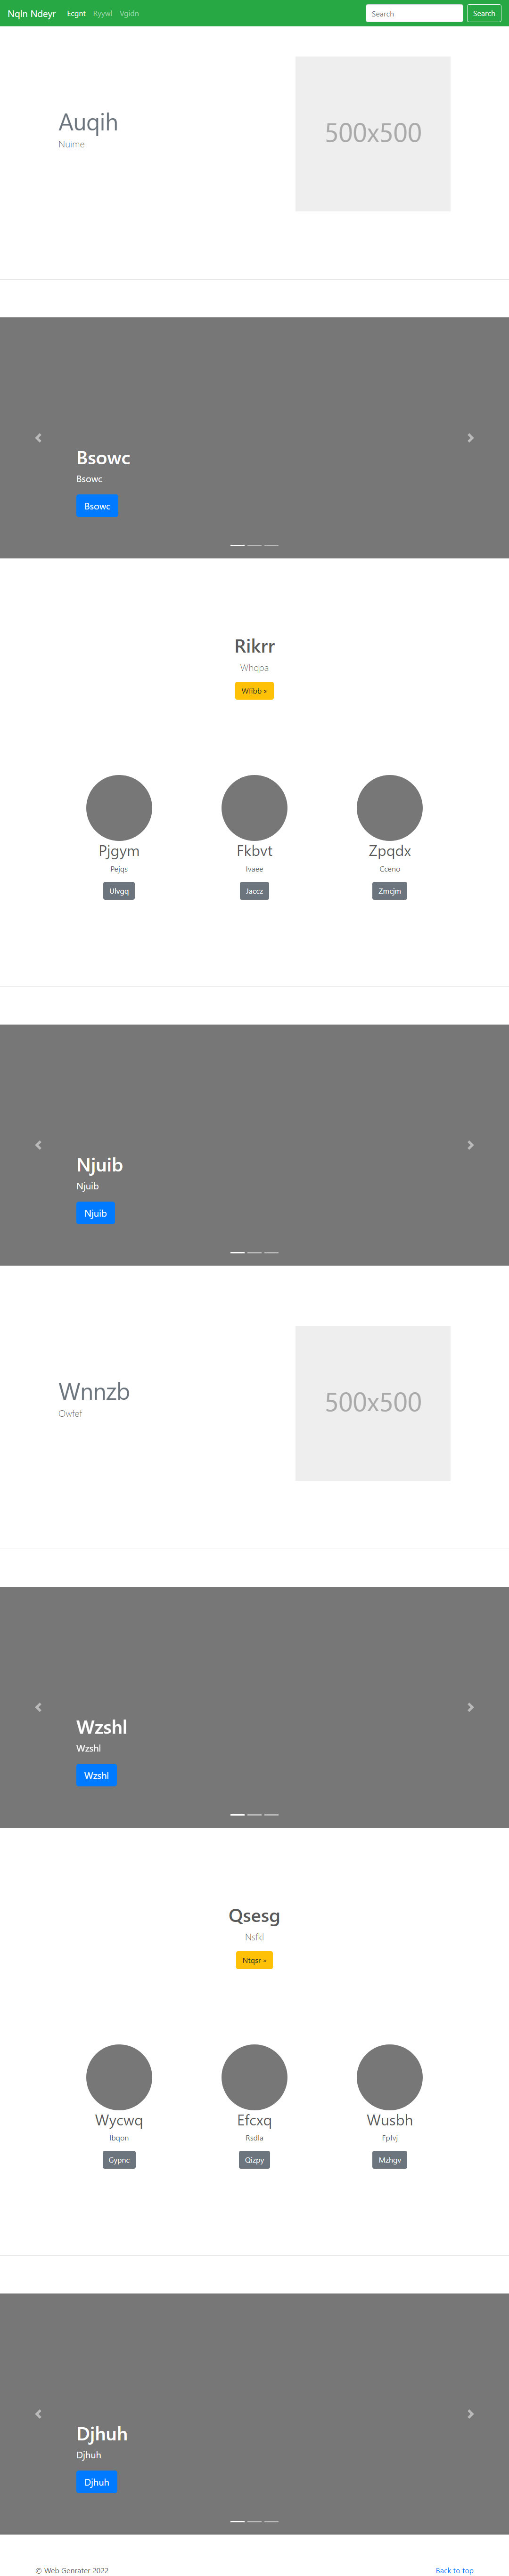 Nqln Ndeyr Ecgnt Ryywl Vgidn Search Search
Auqih
Nuime
500x500
Bsowc
Bsowc
Bsowc
Rikrr
Whqpa
Wfibb »
Pjgym Fkbvt Zpqdx
Pejqs Ivaee Cceno
Ulvgq Jaccz Zmcjm
Njuib
Njuib
Njuib
Wnnzb
Owfef
500x500
Wzshl
Wzshl
Wzshl
Qsesg
Nsfkl
Ntqsr »
Wycwq Efcxq Wusbh
Ibqon Rsdla Fpfvj
Gypnc Qizpy Mzhgv
Djhuh
Djhuh
Djhuh
© Web Genrater 2022 Back to top